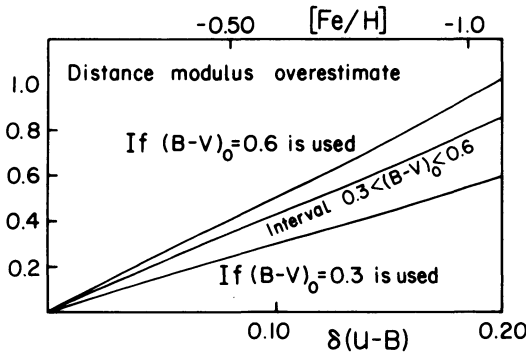 -0.50 [Fe/H] -1.0
Distance modulus overestimate
1.0
0.8
If (B-V)₀=0.6 is used
0.6
Interval 0.3<(B-V)₀<0.6
0.4
0.2
If (B-V)₀=0.3 is used
0.10 0.20
δ(U-B)